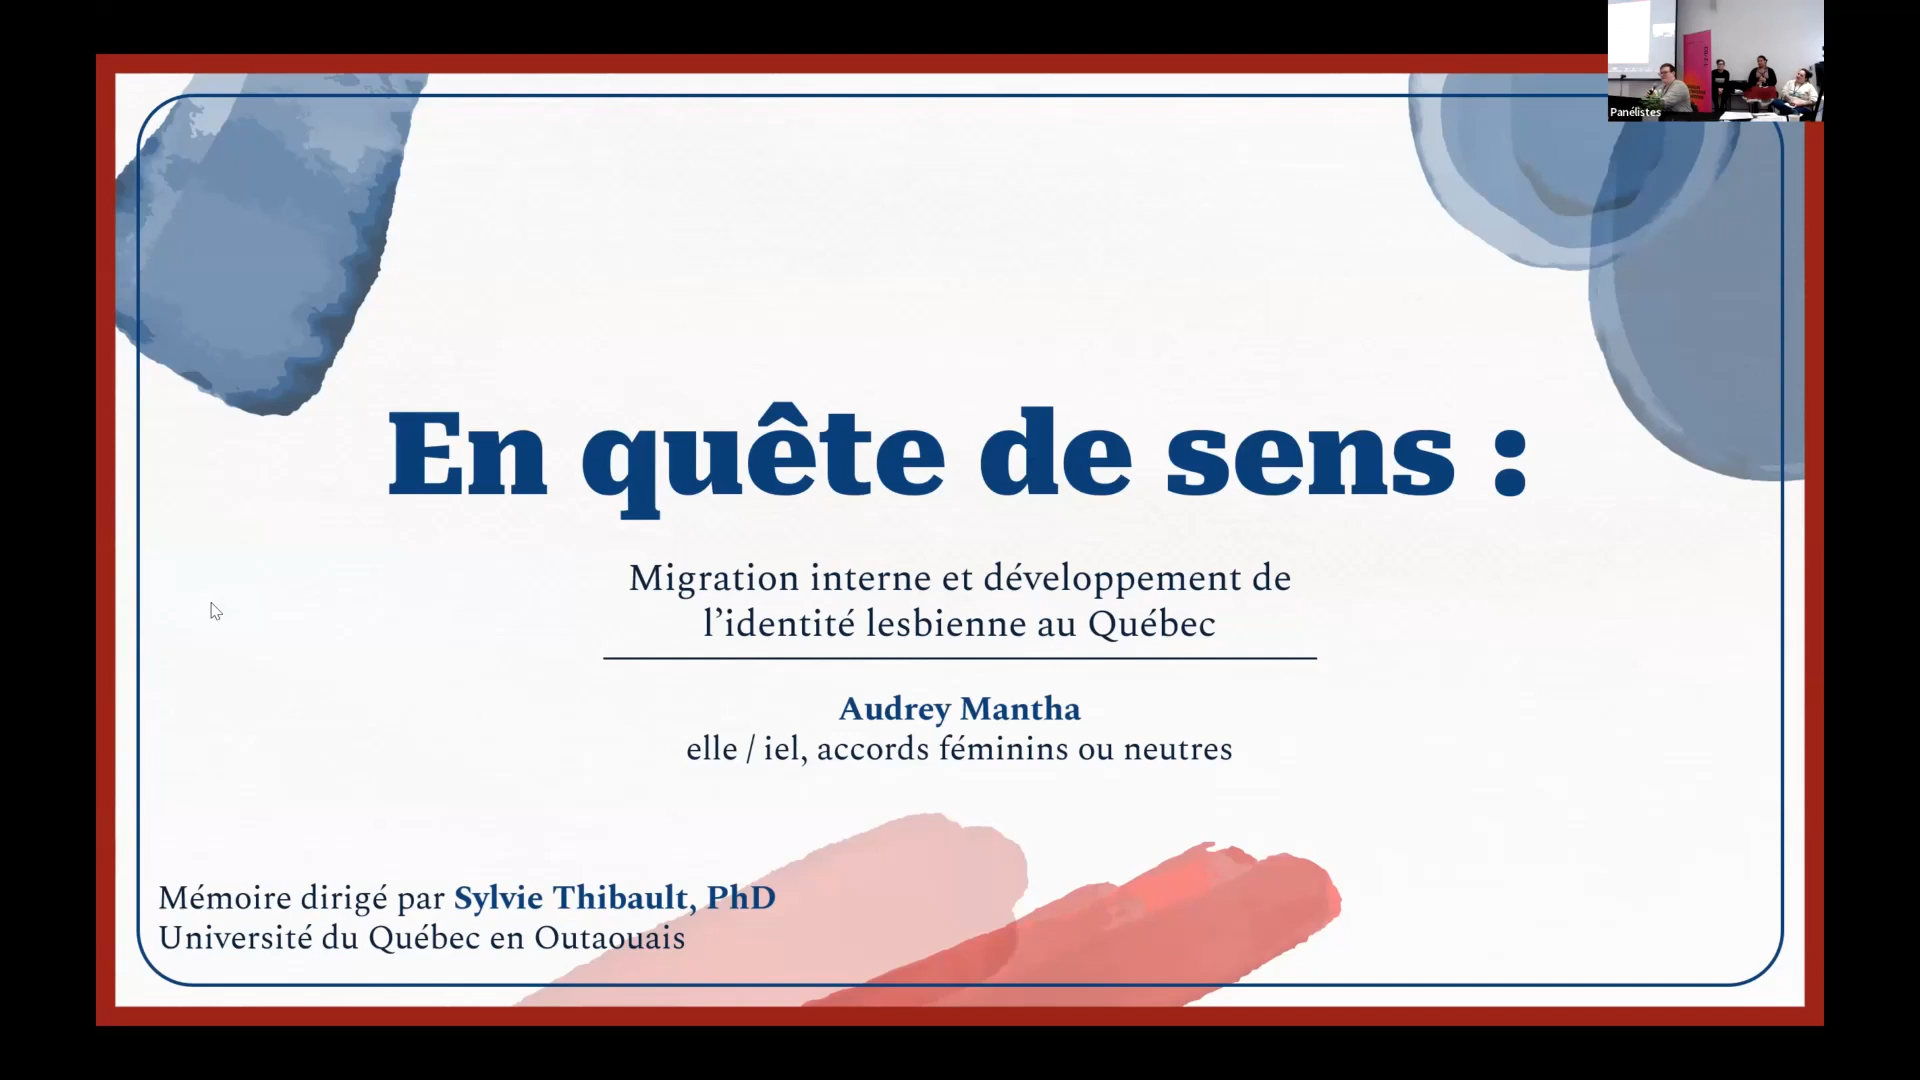 Panélistes
En quête de sens :
Migration interne et développement de
l’identité lesbienne au Québec
Audrey Mantha
elle / iel, accords féminins ou neutres
Mémoire dirigé par Sylvie Thibault, PhD
Université du Québec en Outaouais